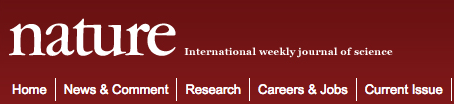 nature International weekly journal of science
Home News & Comment Research Careers & Jobs Current Issue